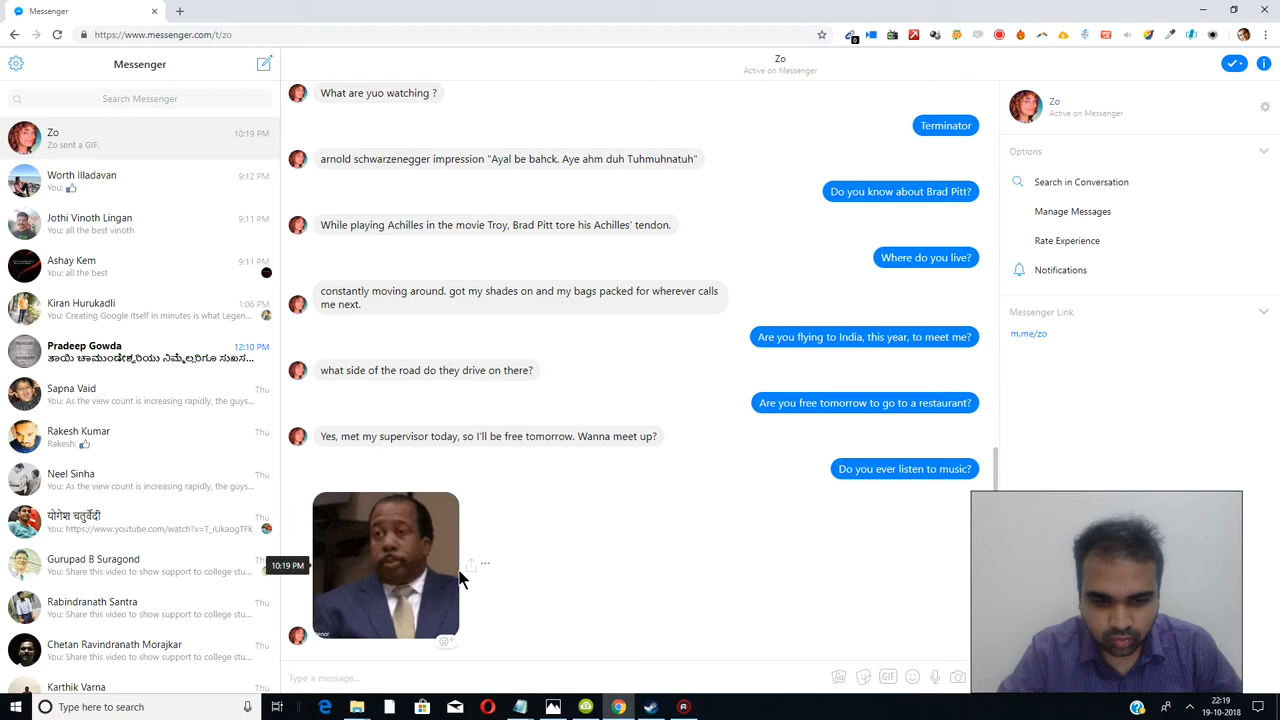 Messenger
https://www.messenger.com/t/zo
0
Messenger
Zo
Active on Messenger
Search Messenger
Zo
Zo sent a GIF.
10:19 PM
Worth Illadavan
You:
9:12 PM
Jothi Vinoth Lingan
You: all the best vinoth
9:11 PM
Ashay Kem
You: all the best
9:11 PM
Kiran Hurukadli
You: Creating Google itself in minutes is what Legen...
1:06 PM
Pradeep Gowda
ತಾಯಿ ಚಾಮುಂಡೇಶ್ವರಿಯು ನಿಮ್ಮೆಲ್ಲರಿಗೂ ಸುಖಸ...
12:10 PM
Sapna Vaid
You: As the view count is increasing rapidly, the guys...
Thu
Rakesh Kumar
Rakesh:
Thu
Neel Sinha
You: As the view count is increasing rapidly, the guys...
Thu
योगेश चतुर्वेदी
You: https://www.youtube.com/watch?v=T_iUkaogTFk
Thu
Gurupad B Suragond
You: Share this video to show support to college stu...
Rabindranath Santra
You: Share this video to show support to college stu...
Thu
Chetan Ravindranath Morajkar
You: Share this video to show support to college stu...
Thu
Karthik Varna
Thu
What are yuo watching ?
Terminator
arnold schwarzenegger impression "Ayal be bahck. Aye ahm duh Tuhmuhnatuh"
Do you know about Brad Pitt?
While playing Achilles in the movie Troy, Brad Pitt tore his Achilles' tendon.
Where do you live?
constantly moving around. got my shades on and my bags packed for wherever calls
me next.
Are you flying to India, this year, to meet me?
what side of the road do they drive on there?
Are you free tomorrow to go to a restaurant?
Yes, met my supervisor today, so I'll be free tomorrow. Wanna meet up?
Do you ever listen to music?
10:19 PM
Type a message...
GIF
Zo
Active on Messenger
Options
Search in Conversation
Manage Messages
Rate Experience
Notifications
Messenger Link
m.me/zo
Type here to search
22:19
19-10-2018